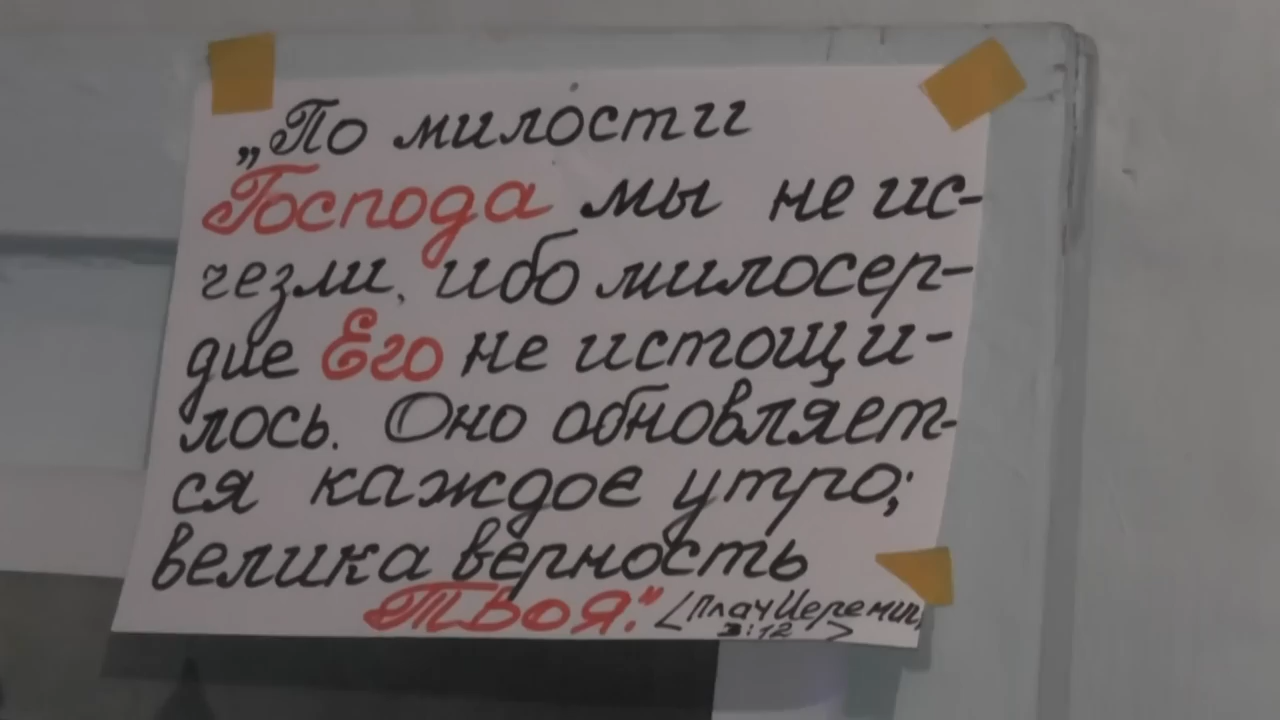 „По милости
Господа мы не ис-
чезли, ибо милосер-
дие Его не истощи-
лось. Оно обновляет-
ся каждое утро;
велика верность
Твоя." (Плач Иеремии,
3:12)